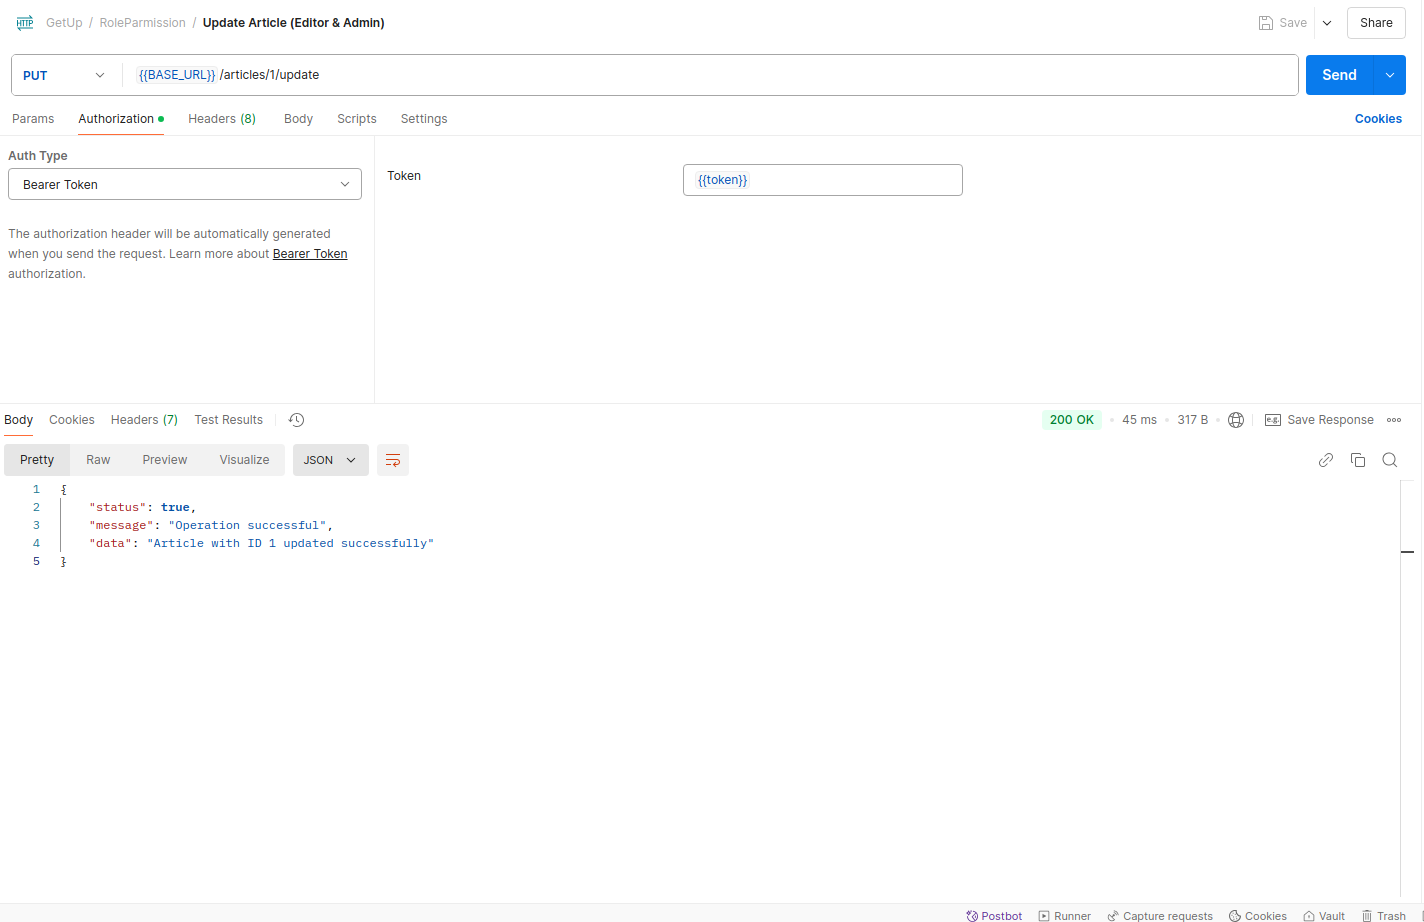 HTTP GetUp / RoleParmission / Update Article (Editor & Admin) Save Share
PUT {{BASE_URL}} /articles/1/update Send
Params Authorization Headers (8) Body Scripts Settings Cookies
Auth Type
Bearer Token
Token {{token}}
The authorization header will be automatically generated
when you send the request. Learn more about Bearer Token
authorization.
Body Cookies Headers (7) Test Results 200 OK 45 ms 317 B e.g. Save Response
Pretty Raw Preview Visualize JSON
1 {
2 "status": true,
3 "message": "Operation successful",
4 "data": "Article with ID 1 updated successfully"
5 }
Postbot Runner Capture requests Cookies Vault Trash